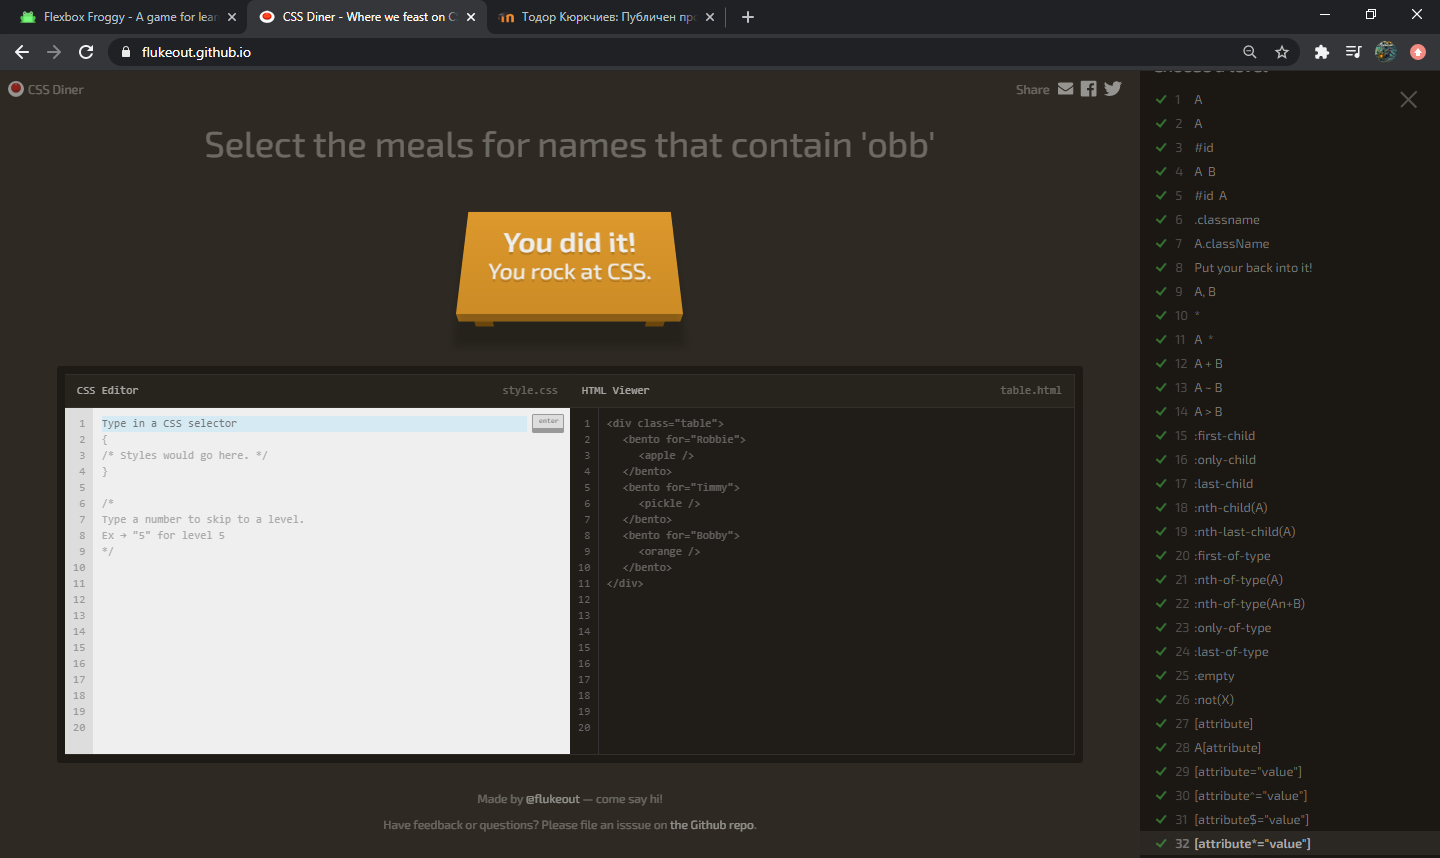 Flexbox Froggy - A game for lear
CSS Diner - Where we feast on C
Тодор Кюркчиев: Публичен пр
flukeout.github.io
CSS Diner
Share
Select the meals for names that contain 'obb'
You did it!
You rock at CSS.
CSS Editor
style.css
1 Type in a CSS selector
enter
2 {
3 /* Styles would go here. */
4 }
5
6 /*
7 Type a number to skip to a level.
8 Ex → "5" for level 5
9 */
10
11
12
13
14
15
16
17
18
19
20
HTML Viewer
table.html
1 <div class="table">
2 <bento for="Robbie">
3 <apple />
4 </bento>
5 <bento for="Timmy">
6 <pickle />
7 </bento>
8 <bento for="Bobby">
9 <orange />
10 </bento>
11 </div>
12
13
14
15
16
17
18
19
20
Made by @flukeout — come say hi!
Have feedback or questions? Please file an isssue on the Github repo.
1 A
2 A
3 #id
4 A B
5 #id A
6 .classname
7 A.className
8 Put your back into it!
9 A, B
10 *
11 A *
12 A + B
13 A ~ B
14 A > B
15 :first-child
16 :only-child
17 :last-child
18 :nth-child(A)
19 :nth-last-child(A)
20 :first-of-type
21 :nth-of-type(A)
22 :nth-of-type(An+B)
23 :only-of-type
24 :last-of-type
25 :empty
26 :not(X)
27 [attribute]
28 A[attribute]
29 [attribute="value"]
30 [attribute^="value"]
31 [attribute$="value"]
32 [attribute*="value"]